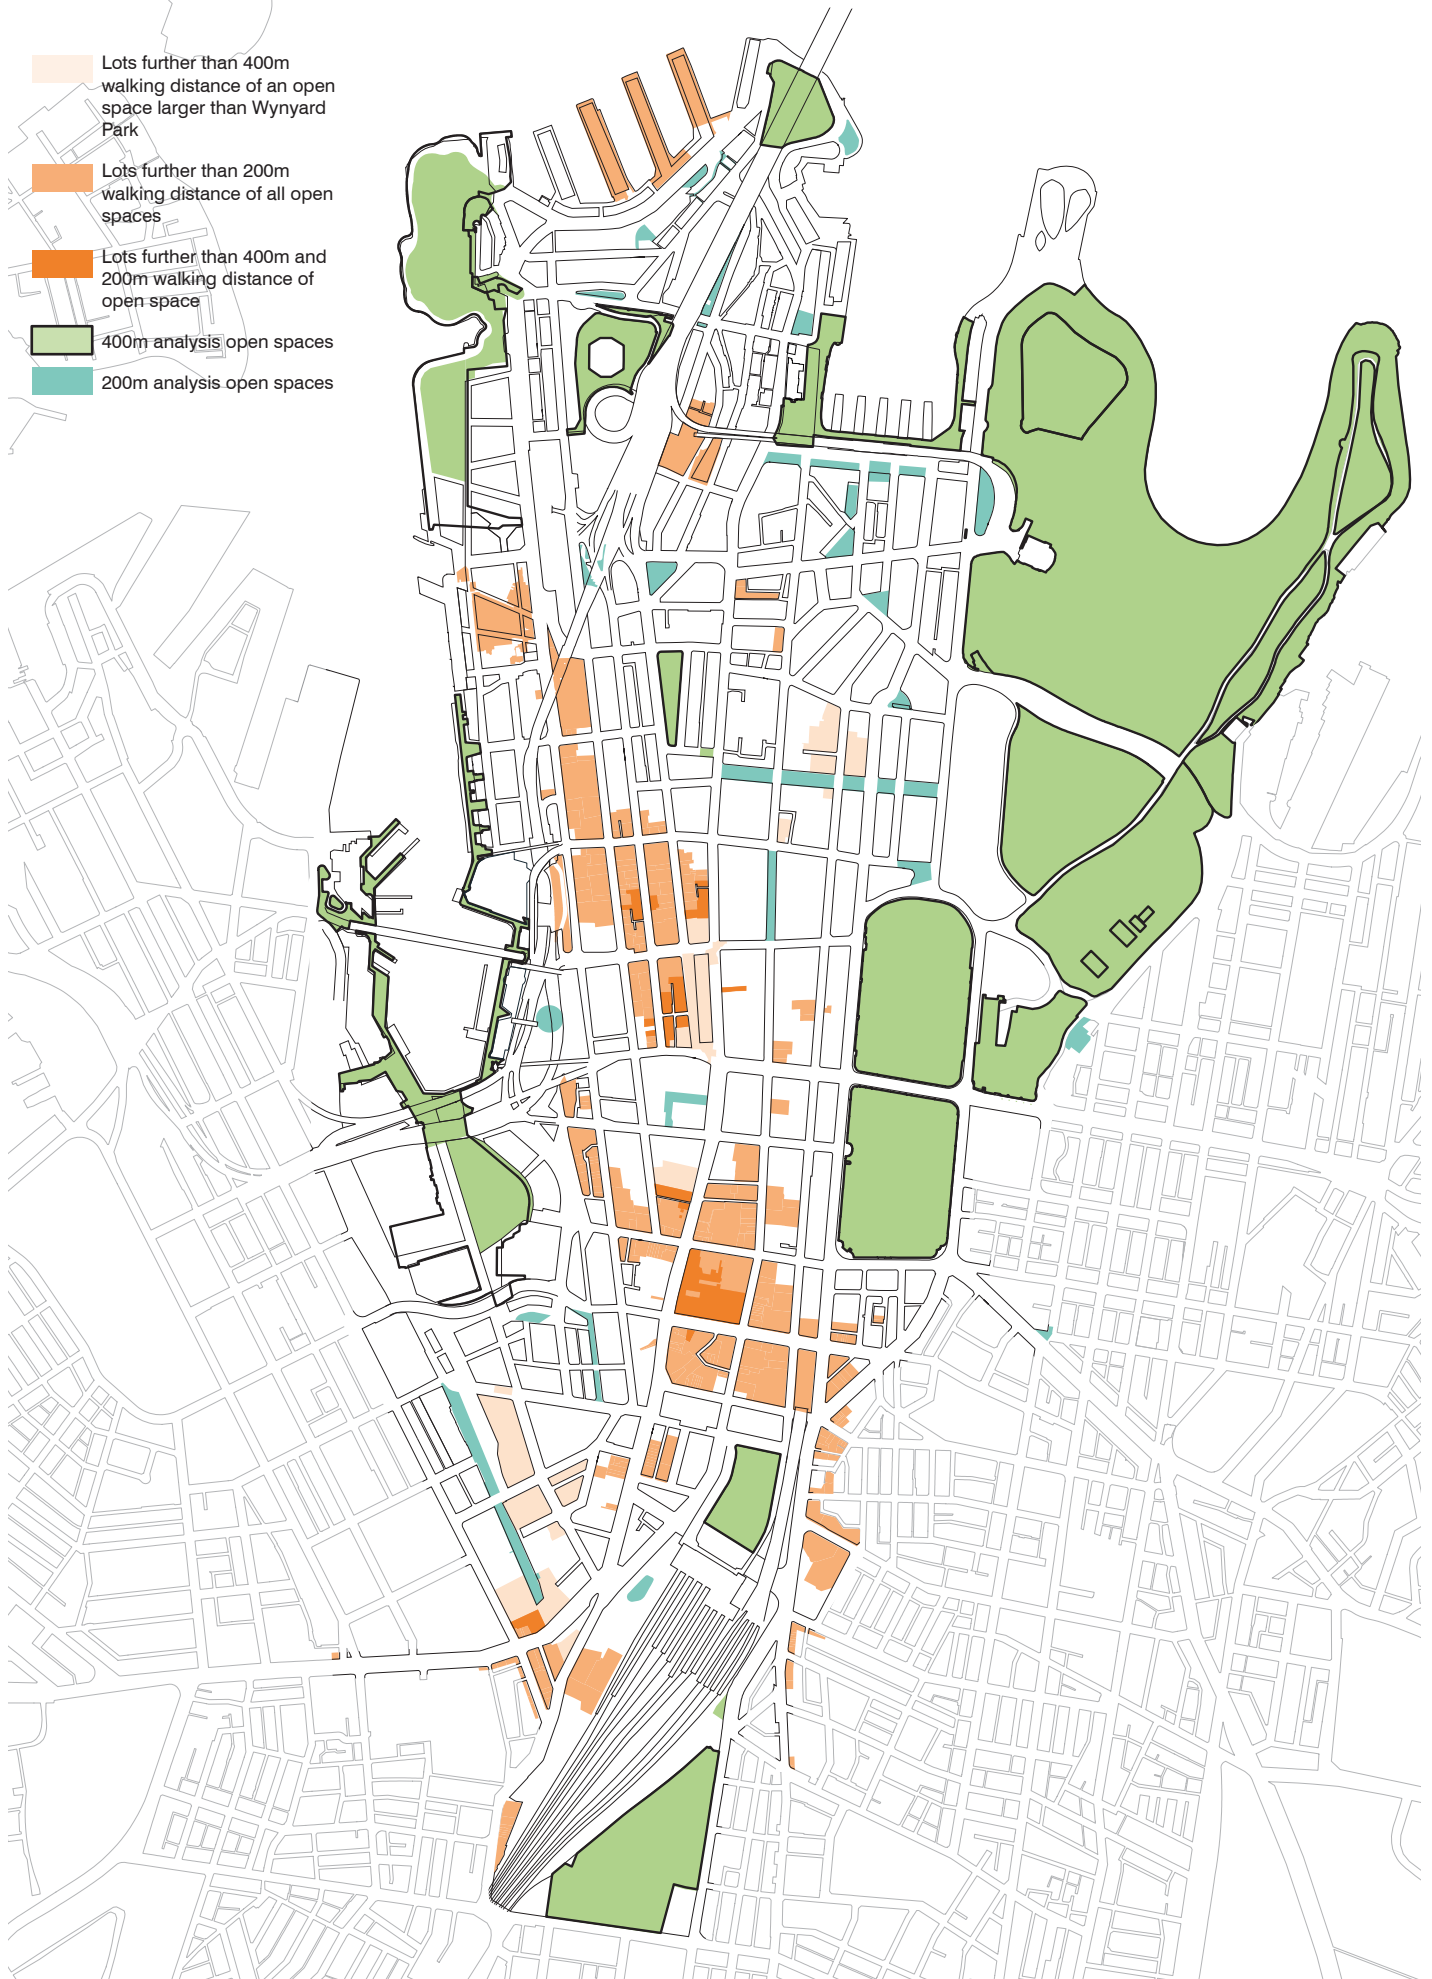 Lots further than 400m
walking distance of an open
space larger than Wynyard
Park
Lots further than 200m
walking distance of all open
spaces
Lots further than 400m and
200m walking distance of
open space
400m analysis open spaces
200m analysis open spaces